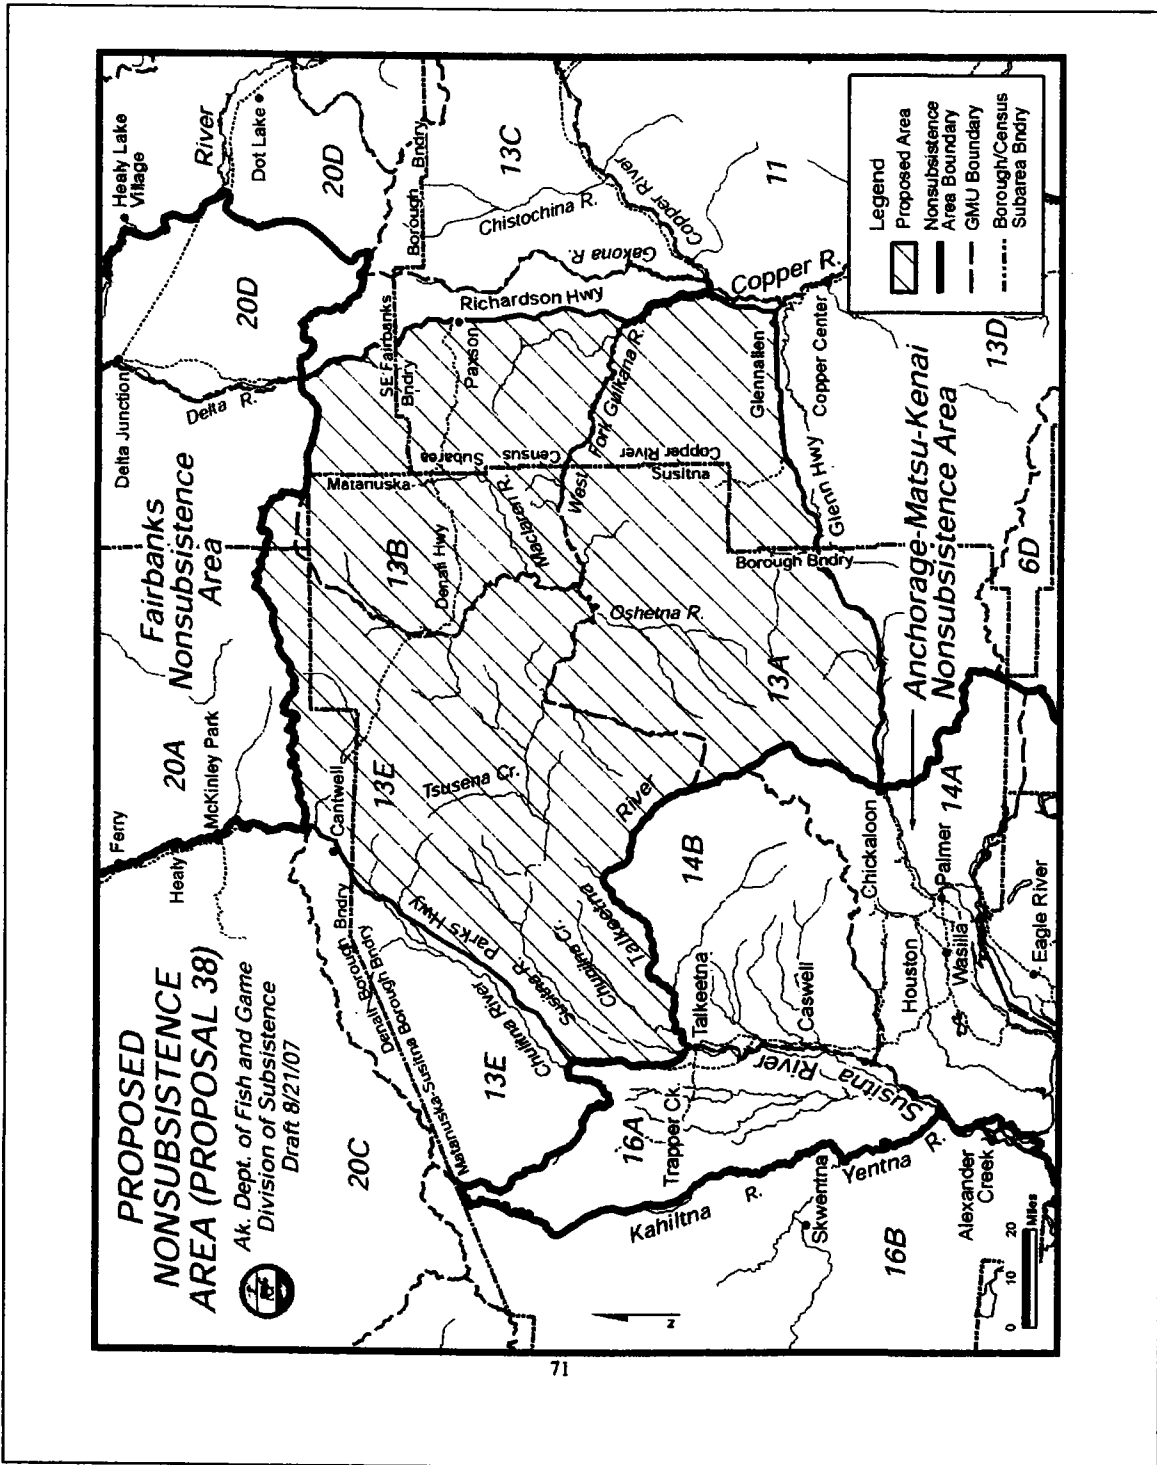 PROPOSED
NONSUBSISTENCE
AREA (PROPOSAL 38)
Ak. Dept. of Fish and Game
Division of Subsistence
Draft 8/21/07
Ferry
Healy
McKinley Park
20A
Fairbanks
Nonsubsistence
Area
Delta Junction
Delta R.
20D
Healy Lake
Village
River
Dot Lake
20D
20C
Denali Borough Bndry
Matanuska-Susitna Borough Bndry
Cantwell
13E
Parks Hwy
Chulitna River
Susitna R.
Chunilna Cr.
Talkeetna
River
Tsusena Cr.
13E
13B
Denali Hwy
Maclaren R.
Matanuska-
Susitna
Subarea
Census
Copper River
SE Fairbanks
Bndry
Borough
Bndry
Paxson
Richardson Hwy
Gakona R.
Chistochina R.
13C
Copper River
11
West
Fork Gulkana R.
Oshetna R.
13A
Borough Bndry
Glennallen
Glenn Hwy
Copper Center
Copper R.
13D
14B
Talkeetna
Caswell
Chickaloon
Houston
Wasilla
Palmer
14A
Eagle River
Anchorage-Matsu-Kenai
Nonsubsistence Area
6D
16A
Trapper Ck.
Susitna
River
Kahiltna
R.
Yentna
R.
Skwentna
16B
Alexander
Creek
N
0 10 20
Miles
Legend
Proposed Area
Nonsubsistence
Area Boundary
GMU Boundary
Borough/Census
Subarea Bndry
71